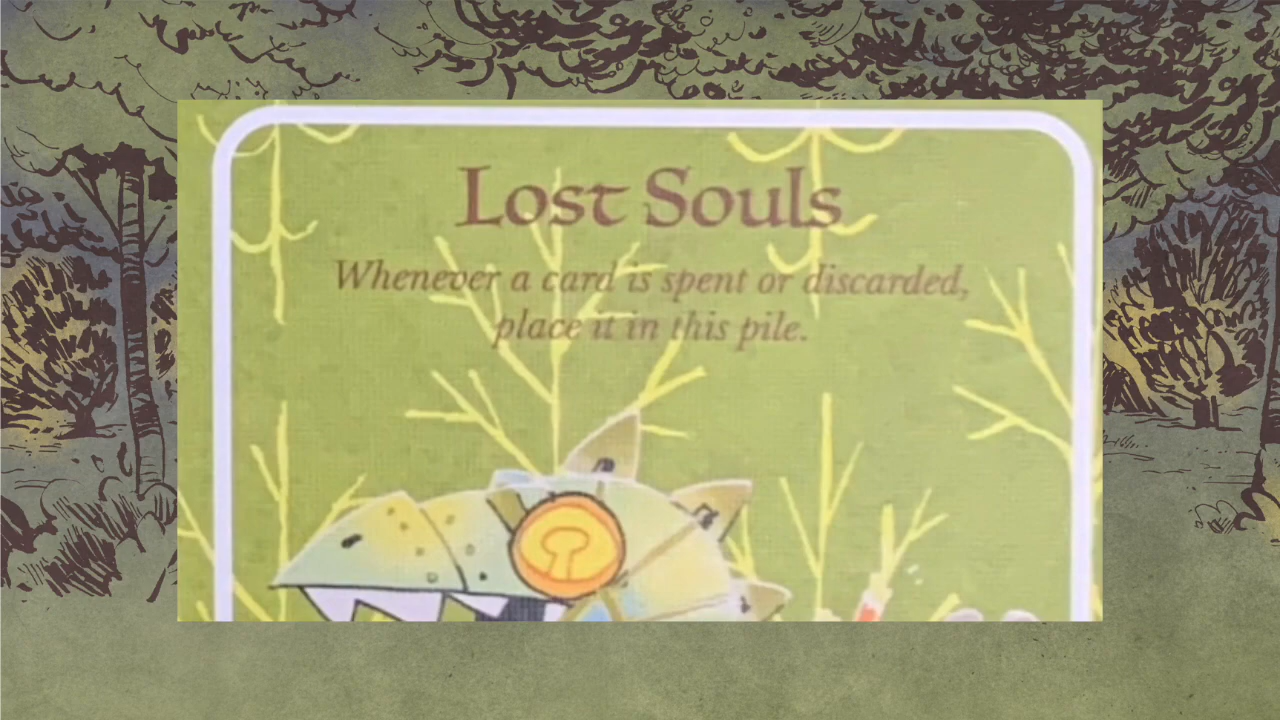 Lost Souls
Whenever a card is spent or discarded,
place it in this pile.